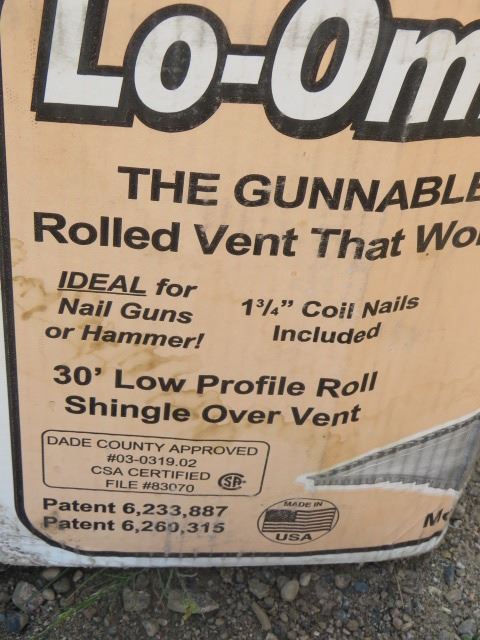 Lo-Om
THE GUNNABLE
Rolled Vent That Wo
IDEAL for
Nail Guns
or Hammer!
1¾" Coil Nails
Included
30' Low Profile Roll
Shingle Over Vent
DADE COUNTY APPROVED
#03-0319.02
CSA CERTIFIED
FILE #83070
Patent 6,233,887
Patent 6,260,315
MADE IN
USA